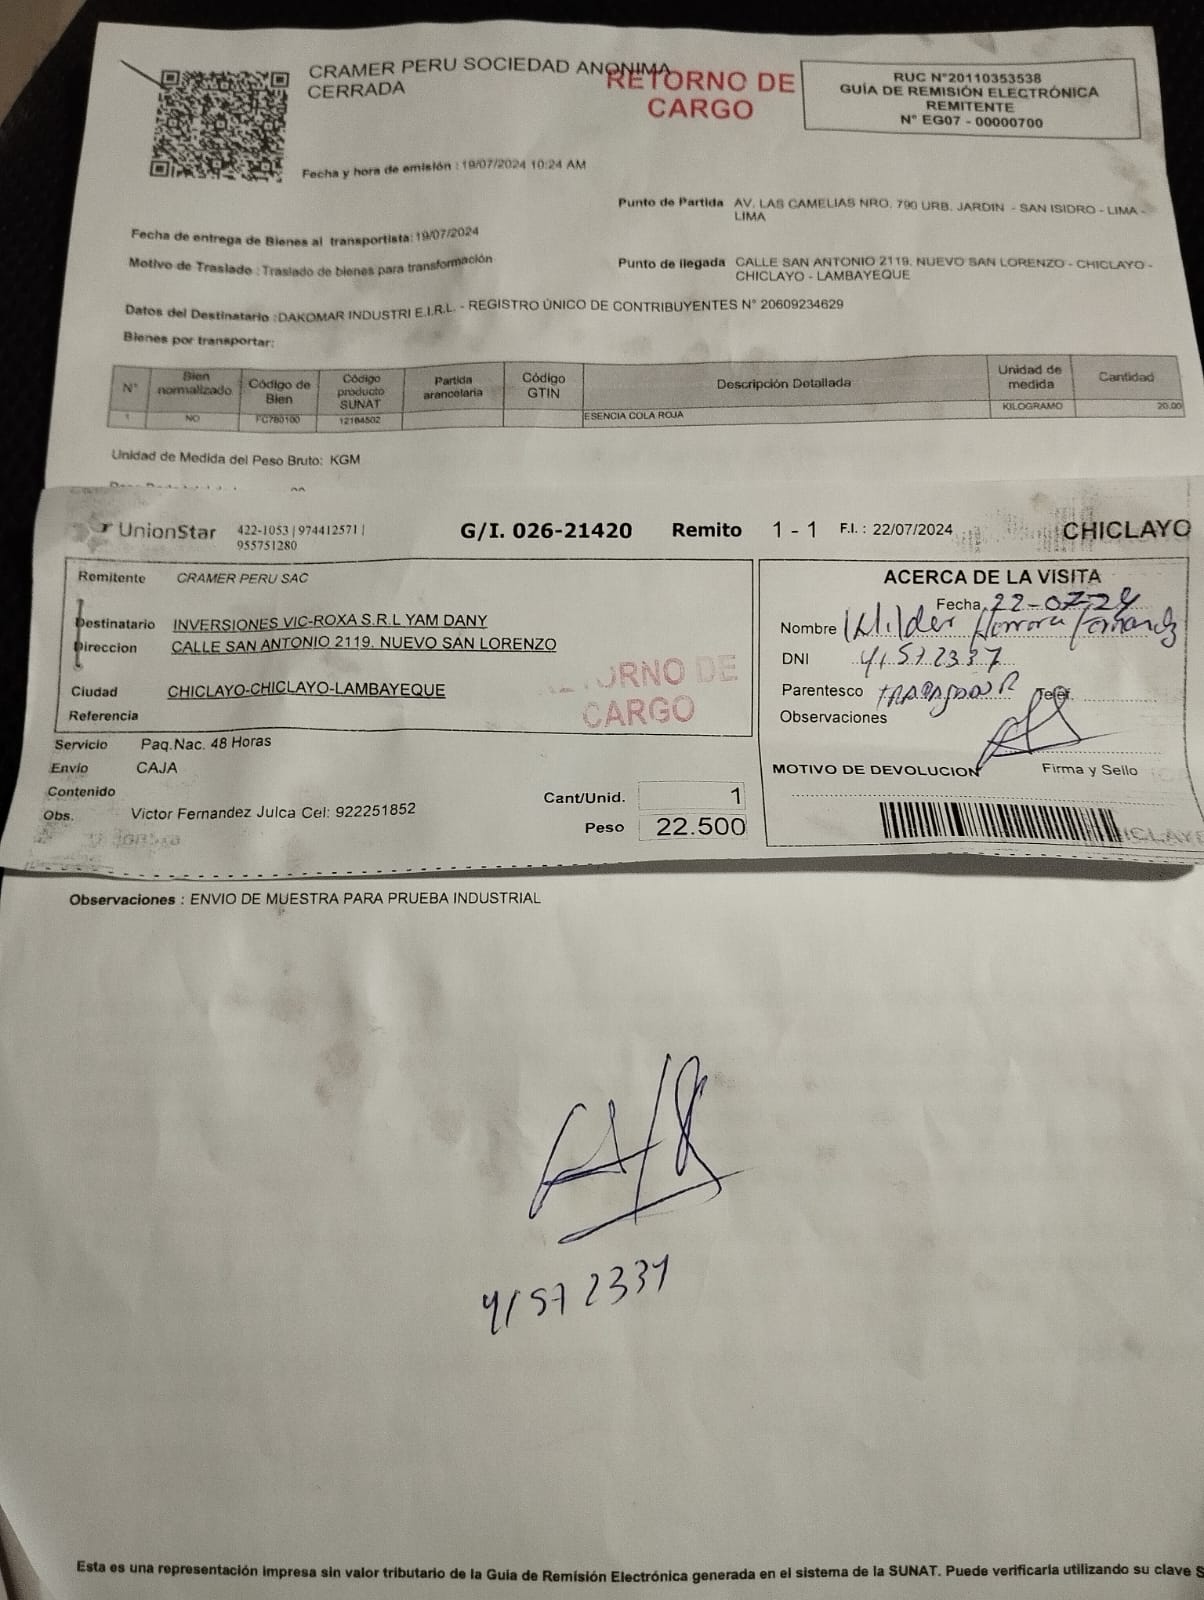 CRAMER PERU SOCIEDAD ANONIMA
CERRADA
RETORNO DE
CARGO
RUC N°20110353538
GUÍA DE REMISIÓN ELECTRÓNICA
REMITENTE
N° EG07 - 00000700
Fecha y hora de emisión : 19/07/2024 10:24 AM
Punto de Partida AV. LAS CAMELIAS NRO. 790 URB. JARDIN - SAN ISIDRO - LIMA -
LIMA
Fecha de entrega de Bienes al transportista: 19/07/2024
Motivo de Traslado : Traslado de bienes para transformación
Punto de llegada CALLE SAN ANTONIO 2119. NUEVO SAN LORENZO - CHICLAYO -
CHICLAYO - LAMBAYEQUE
Datos del Destinatario : DAKOMAR INDUSTRI E.I.R.L. - REGISTRO ÚNICO DE CONTRIBUYENTES N° 20609234629
Bienes por transportar:
N° Bien normalizado Código de Bien Código producto SUNAT Partida arancelaria Código GTIN Descripción Detallada Unidad de medida Cantidad
1 NO FC780100 12164502 ESENCIA COLA ROJA KILOGRAMO 20.00
Unidad de Medida del Peso Bruto: KGM
UnionStar 422-1053 | 974412571 |
955751280
G/I. 026-21420 Remito 1 - 1 F.I. : 22/07/2024 CHICLAYO
Remitente CRAMER PERU SAC
Destinatario INVERSIONES VIC-ROXA S.R.L YAM DANY
Direccion CALLE SAN ANTONIO 2119. NUEVO SAN LORENZO
Ciudad CHICLAYO-CHICLAYO-LAMBAYEQUE
Referencia
RETORNO DE
CARGO
Servicio Paq.Nac. 48 Horas
Envio CAJA
Contenido
Obs. Victor Fernandez Julca Cel: 922251852
Cant/Unid. 1
Peso 22.500
ACERCA DE LA VISITA
Fecha 22-07-24
Nombre Wilder Herrera Fernandez
DNI 41572337
Parentesco TRABAJADOR
Observaciones
MOTIVO DE DEVOLUCION Firma y Sello
Observaciones : ENVIO DE MUESTRA PARA PRUEBA INDUSTRIAL
41572337
Esta es una representación impresa sin valor tributario de la Guía de Remisión Electrónica generada en el sistema de la SUNAT. Puede verificarla utilizando su clave S